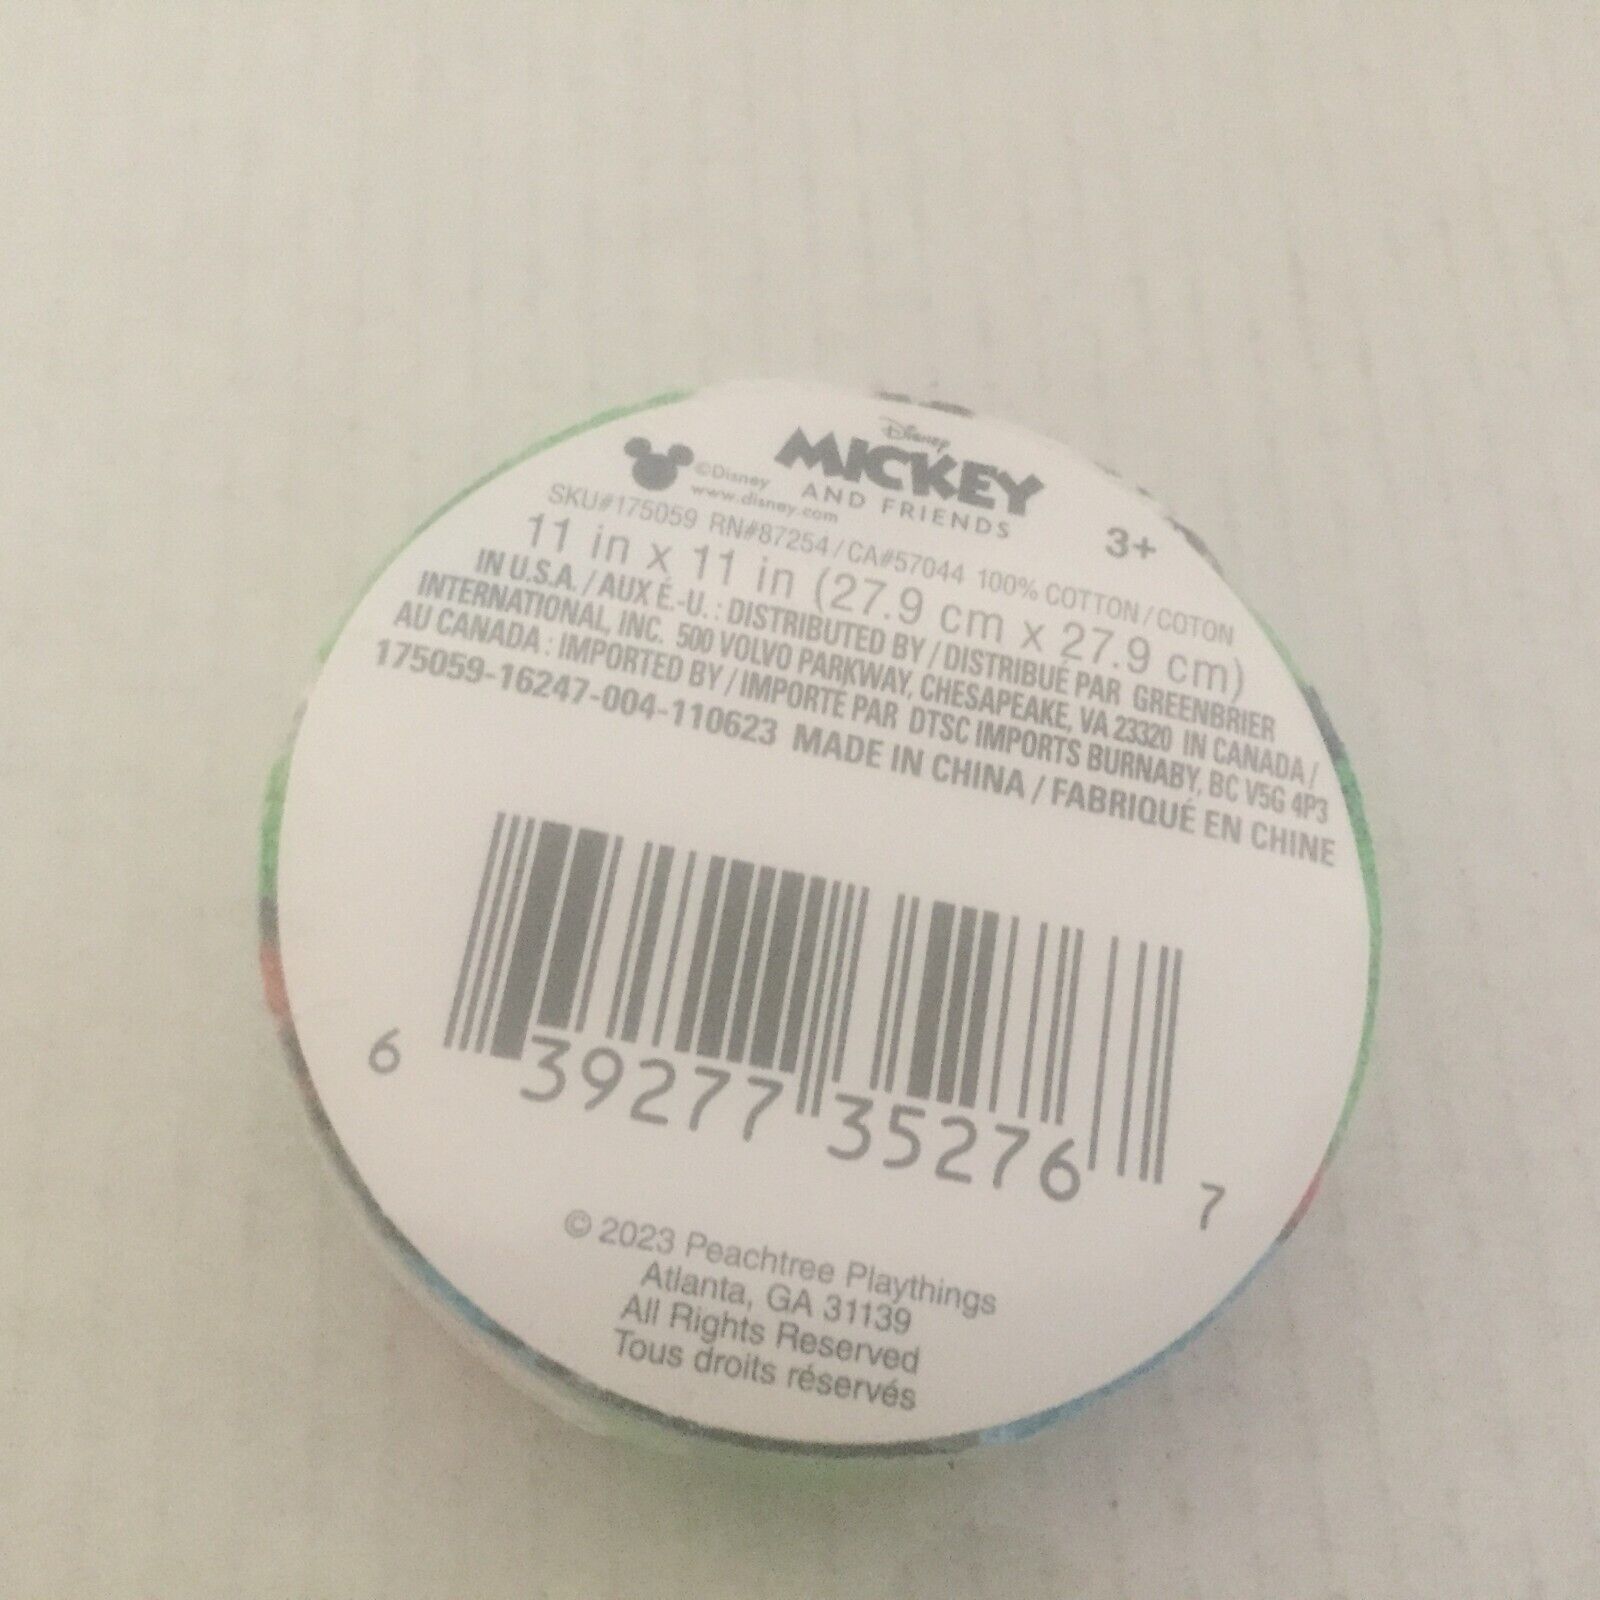 Disney
MICKEY
AND FRIENDS
©Disney
www.disney.com
3+
SKU#175059 RN#87254/CA#57044 100% COTTON/COTON
11 in x 11 in (27.9 cm x 27.9 cm)
IN U.S.A. / AUX É.-U. : DISTRIBUTED BY / DISTRIBUÉ PAR GREENBRIER
INTERNATIONAL, INC. 500 VOLVO PARKWAY, CHESAPEAKE, VA 23320 IN CANADA /
AU CANADA : IMPORTED BY / IMPORTÉ PAR DTSC IMPORTS BURNABY, BC V5G 4P3
175059-16247-004-110623 MADE IN CHINA / FABRIQUÉ EN CHINE
6 39277 35276 7
© 2023 Peachtree Playthings
Atlanta, GA 31139
All Rights Reserved
Tous droits réservés